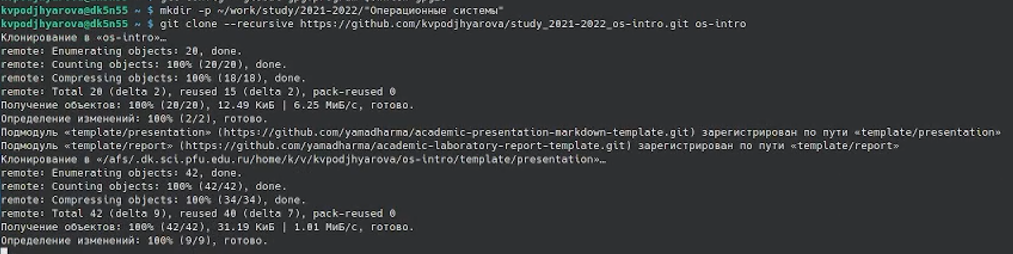 kvpodjhyarova@dk5n55 ~ $ mkdir -p ~/work/study/2021-2022/"Операционные системы"
kvpodjhyarova@dk5n55 ~ $ git clone --recursive https://github.com/kvpodjhyarova/study_2021-2022_os-intro.git os-intro
Клонирование в «os-intro»…
remote: Enumerating objects: 20, done.
remote: Counting objects: 100% (20/20), done.
remote: Compressing objects: 100% (18/18), done.
remote: Total 20 (delta 2), reused 15 (delta 2), pack-reused 0
Получение объектов: 100% (20/20), 12.49 КиБ | 6.25 МиБ/с, готово.
Определение изменений: 100% (2/2), готово.
Подмодуль «template/presentation» (https://github.com/yamadharma/academic-presentation-markdown-template.git) зарегистрирован по пути «template/presentation»
Подмодуль «template/report» (https://github.com/yamadharma/academic-laboratory-report-template.git) зарегистрирован по пути «template/report»
Клонирование в «/afs/.dk.sci.pfu.edu.ru/home/k/v/kvpodjhyarova/os-intro/template/presentation»…
remote: Enumerating objects: 42, done.
remote: Counting objects: 100% (42/42), done.
remote: Compressing objects: 100% (34/34), done.
remote: Total 42 (delta 9), reused 40 (delta 7), pack-reused 0
Получение объектов: 100% (42/42), 31.19 КиБ | 1.01 МиБ/с, готово.
Определение изменений: 100% (9/9), готово.